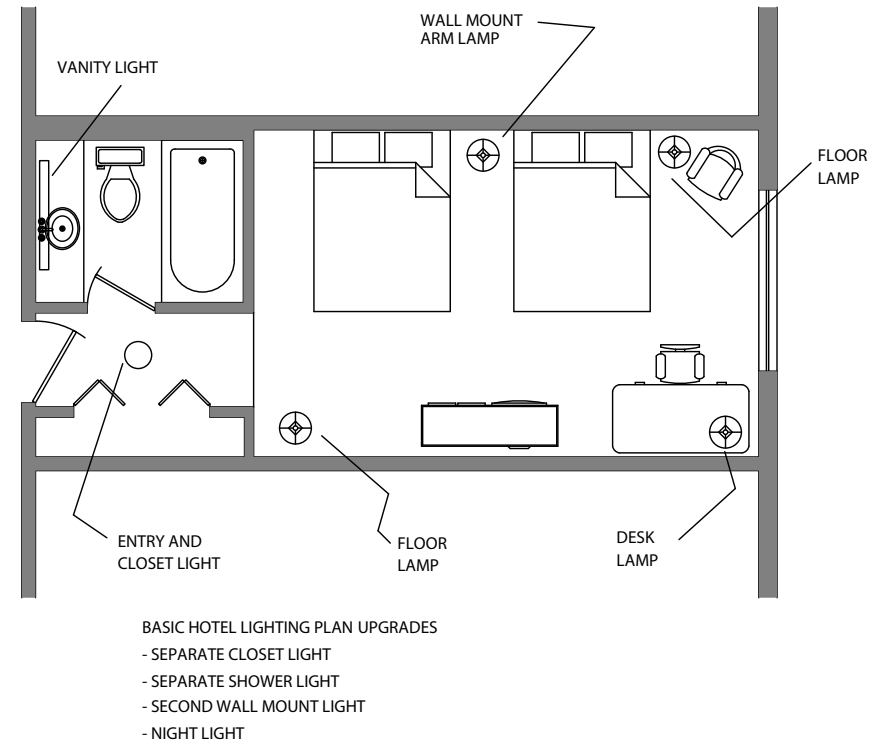 WALL MOUNT
ARM LAMP
VANITY LIGHT
FLOOR
LAMP
ENTRY AND
CLOSET LIGHT
FLOOR
LAMP
DESK
LAMP
BASIC HOTEL LIGHTING PLAN UPGRADES
- SEPARATE CLOSET LIGHT
- SEPARATE SHOWER LIGHT
- SECOND WALL MOUNT LIGHT
- NIGHT LIGHT